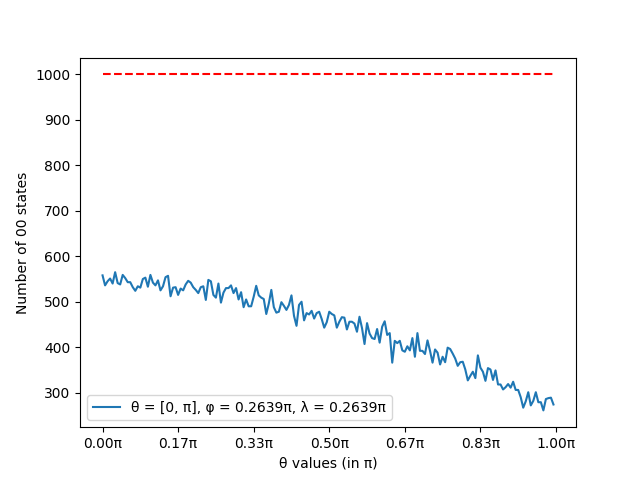 1000
900
800
700
600
500
400
300
Number of 00 states
θ = [0, π], φ = 0.2639π, λ = 0.2639π
0.00π 0.17π 0.33π 0.50π 0.67π 0.83π 1.00π
θ values (in π)